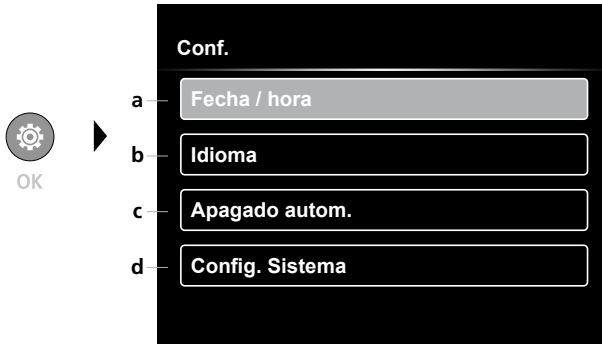 Conf.
a Fecha / hora
b Idioma
OK
c Apagado autom.
d Config. Sistema